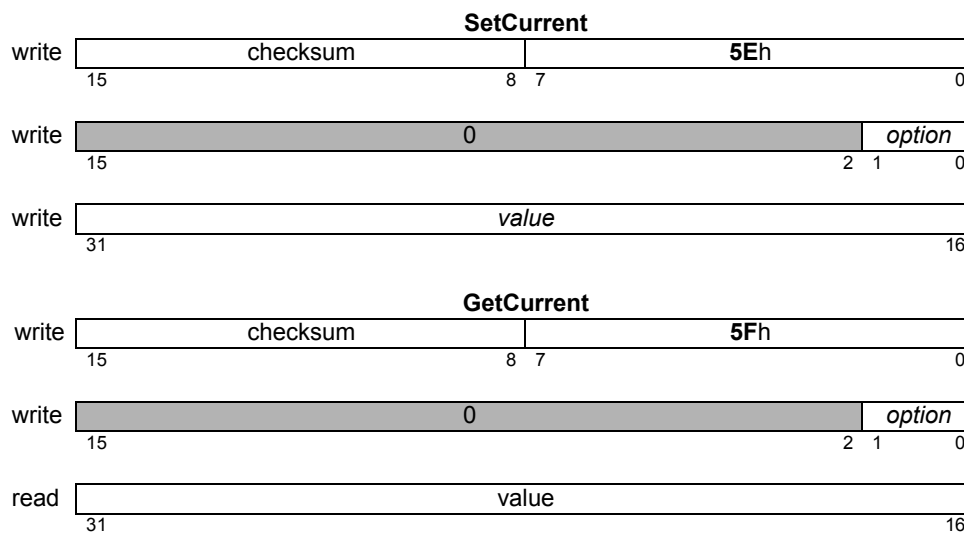 SetCurrent
write checksum 5Eh
15 8 7 0
write 0 option
15 2 1 0
write value
31 16
GetCurrent
write checksum 5Fh
15 8 7 0
write 0 option
15 2 1 0
read value
31 16